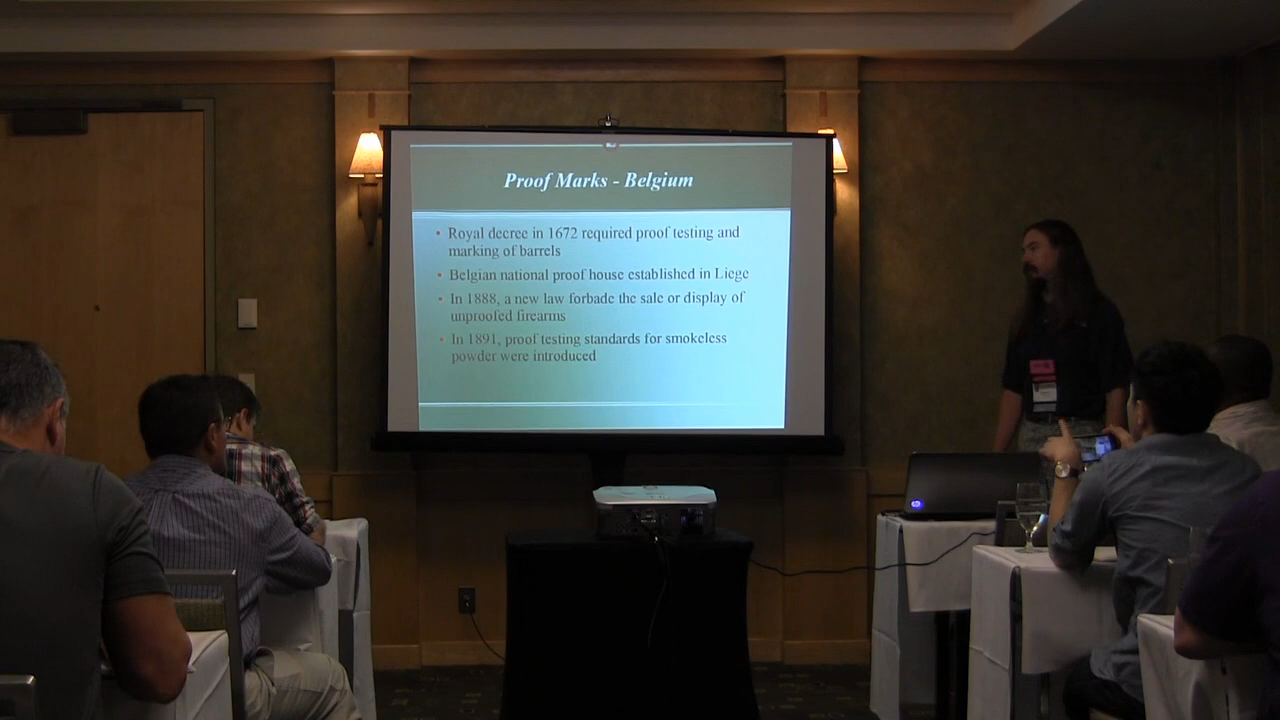 Proof Marks - Belgium
• Royal decree in 1672 required proof testing and
marking of barrels
• Belgian national proof house established in Liege
• In 1888, a new law forbade the sale or display of
unproofed firearms
• In 1891, proof testing standards for smokeless
powder were introduced